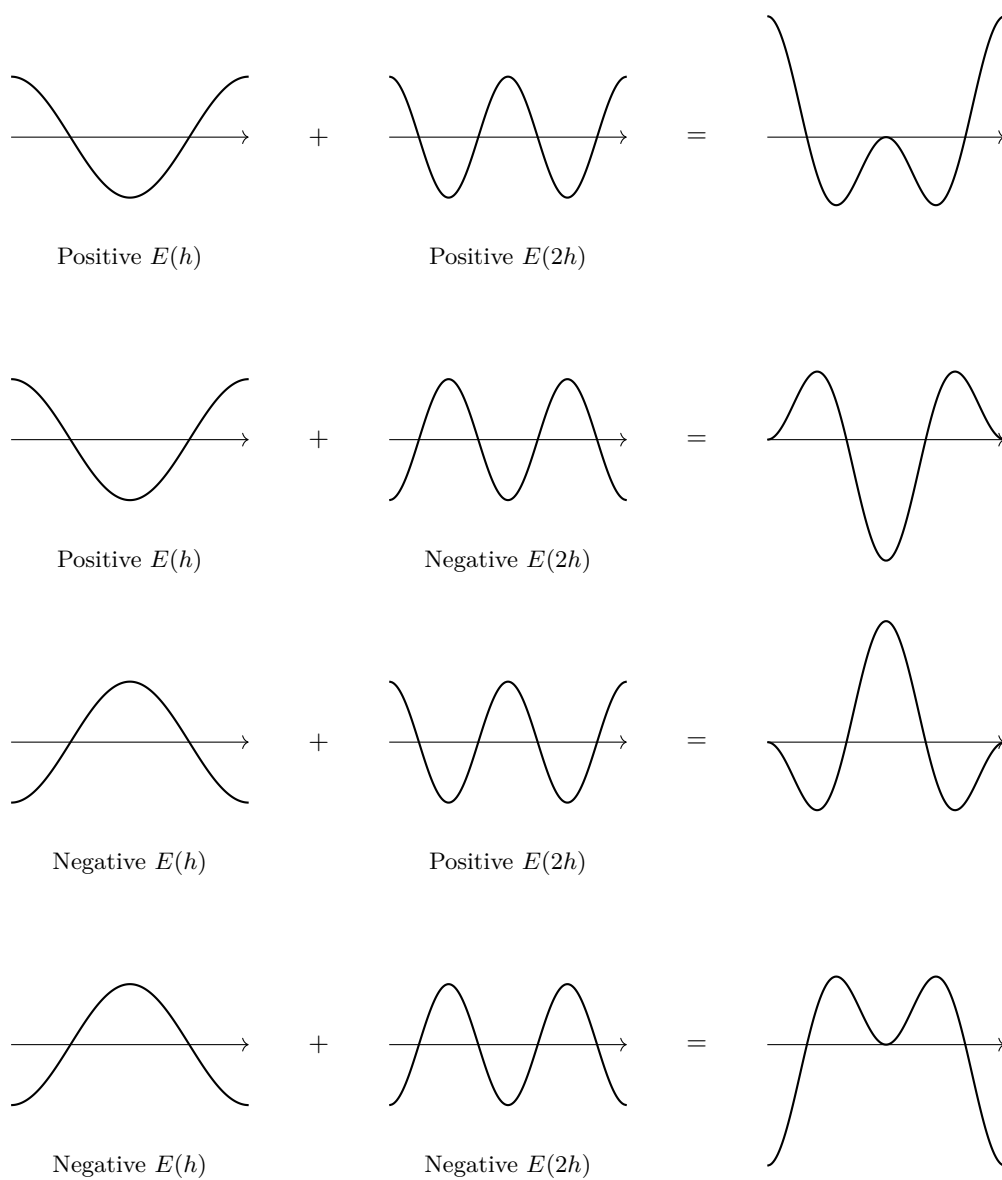 + =
Positive E(h) Positive E(2h)
+ =
Positive E(h) Negative E(2h)
+ =
Negative E(h) Positive E(2h)
+ =
Negative E(h) Negative E(2h)